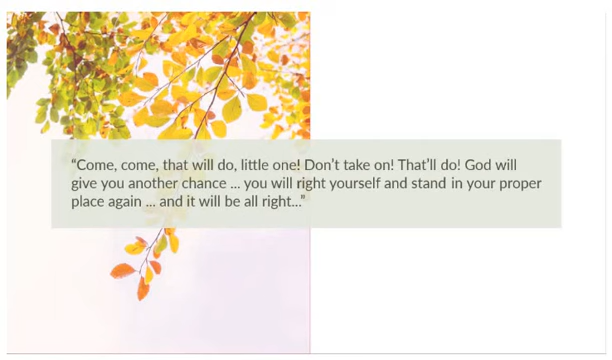 “Come, come, that will do, little one! Don’t take on! That’ll do! God will
give you another chance ... you will right yourself and stand in your proper
place again ... and it will be all right...”